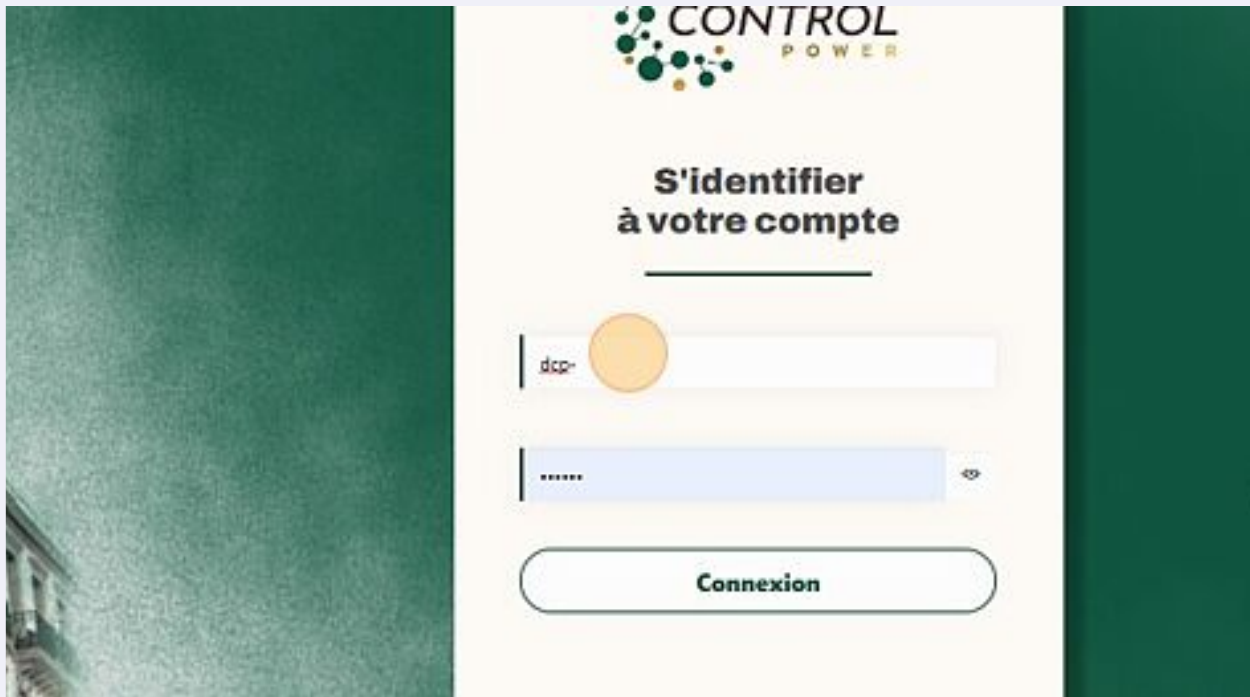 CONTROL
POWER
S'identifier
à votre compte
dcp-
••••••
Connexion